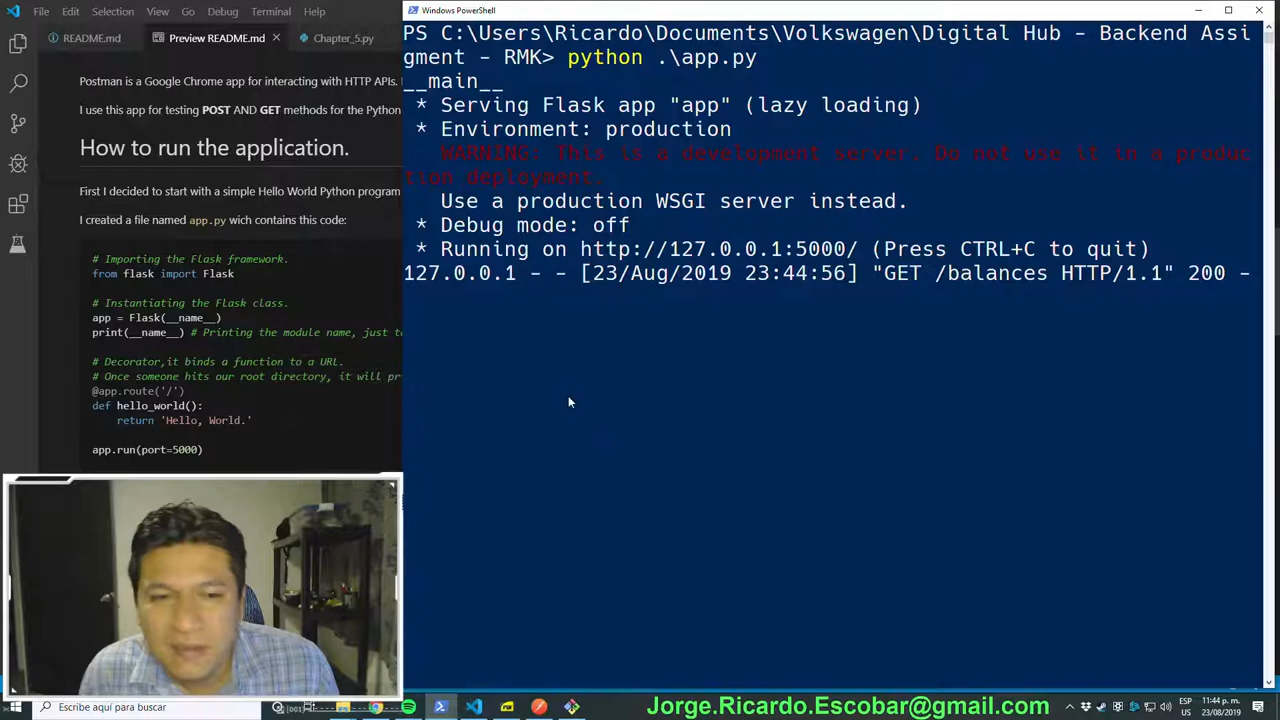 File Edit Selection View Go Debug Terminal Help
README.md
Preview README.md
Chapter_5.py
Postman is a Google Chrome app for interacting with HTTP APIs.
I use this app for testing POST AND GET methods for the Python
How to run the application.
First I decided to start with a simple Hello World Python program
I created a file named app.py wich contains this code:
# Importing the Flask framework.
from flask import Flask
# Instantiating the Flask class.
app = Flask(__name__)
print(__name__) # Printing the module name, just to
# Decorator,it binds a function to a URL.
# Once someone hits our root directory, it will pr
@app.route('/')
def hello_world():
return 'Hello, World.'
app.run(port=5000)
Windows PowerShell
PS C:\Users\Ricardo\Documents\Volkswagen\Digital Hub - Backend Assi
gment - RMK> python .\app.py
__main__
* Serving Flask app "app" (lazy loading)
* Environment: production
WARNING: This is a development server. Do not use it in a produc
tion deployment.
Use a production WSGI server instead.
* Debug mode: off
* Running on http://127.0.0.1:5000/ (Press CTRL+C to quit)
127.0.0.1 - - [23/Aug/2019 23:44:56] "GET /balances HTTP/1.1" 200 -
Escribe aquí para buscar
Jorge.Ricardo.Escobar@gmail.com
ESP
US
11:44 p.m.
23/08/2019